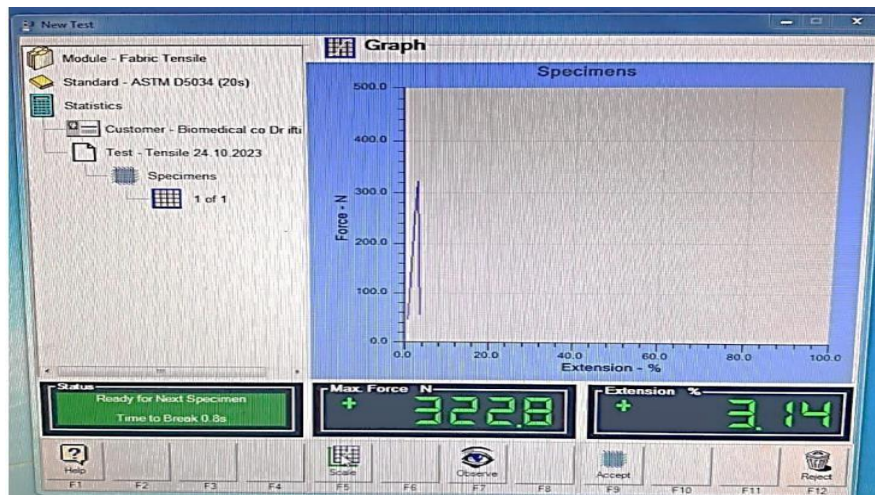 New Test
Module - Fabric Tensile
Standard - ASTM D5034 (20s)
Statistics
Customer - Biomedical co Dr ifti
Test - Tensile 24.10.2023
Specimens
1 of 1
Graph
Specimens
500.0
400.0
300.0
200.0
100.0
0.0
Force - N
0.0 20.0 40.0 60.0 80.0 100.0
Extension - %
Status
Ready for Next Specimen
Time to Break 0.8s
Max. Force N
+ 322.8
Extension %
+ 3.14
Help
Scale
Observe
Accept
Reject
F1 F2 F3 F4 F5 F6 F7 F8 F9 F10 F11 F12